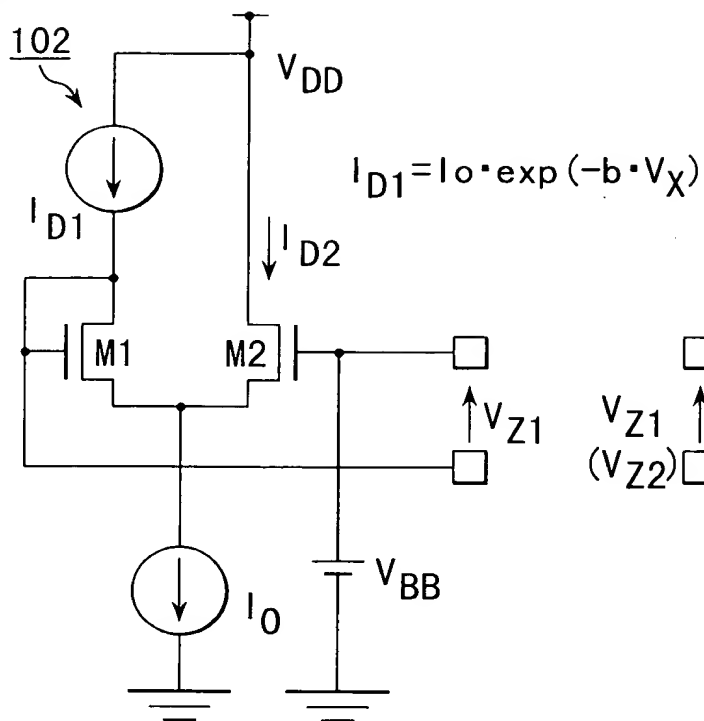 102
V_DD
I_D1=Io·exp(-b·V_X)
I_D1
I_D2
M1
M2
V_Z1
V_Z1
(V_Z2)
V_BB
I_0